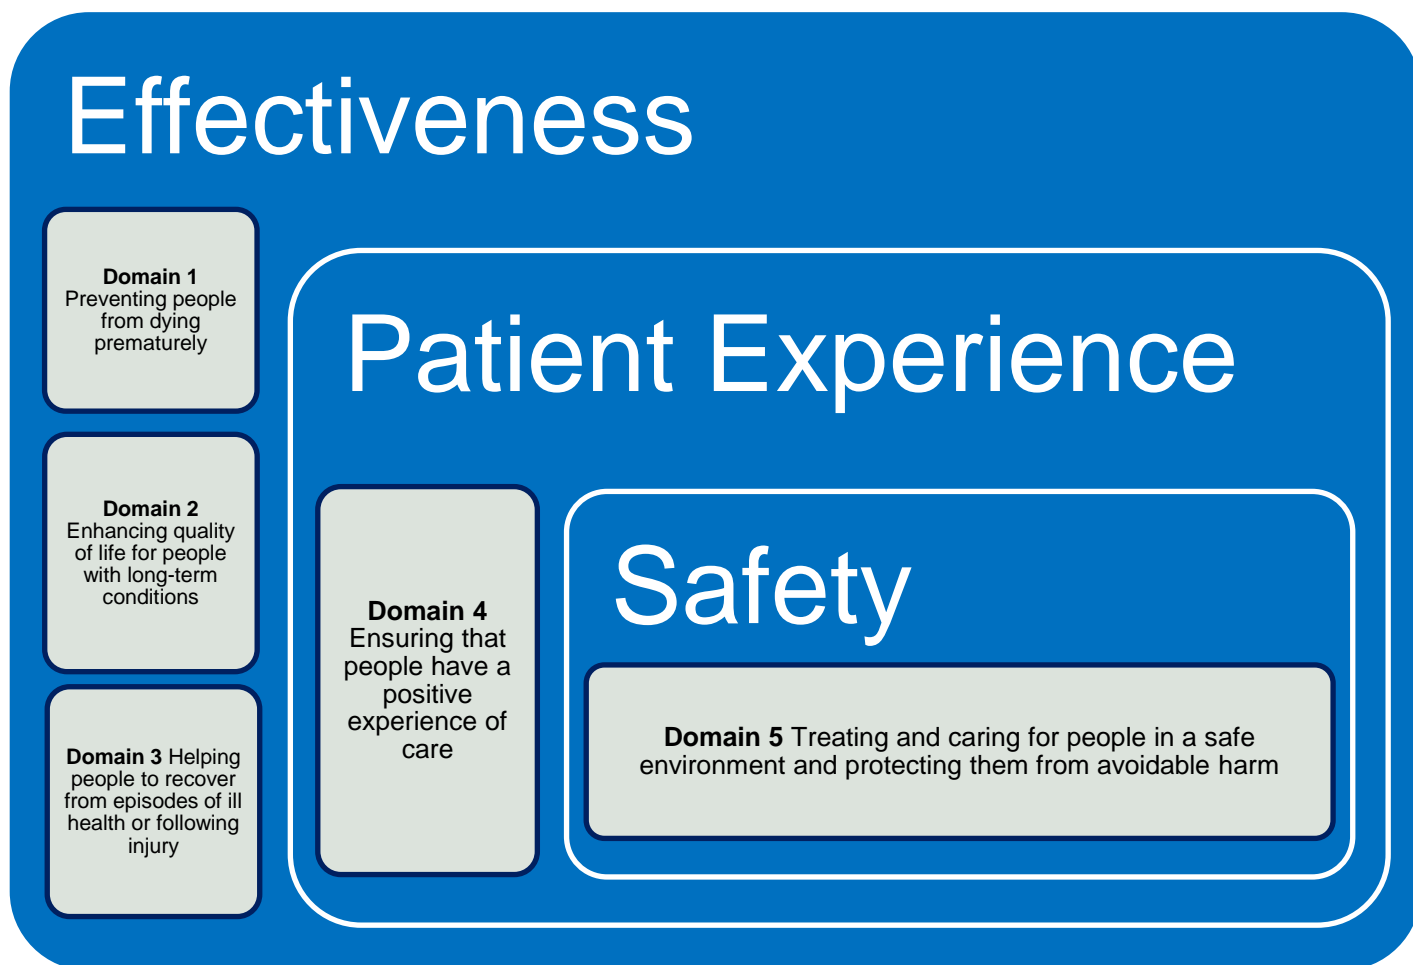 Effectiveness
Domain 1
Preventing people
from dying
prematurely
Domain 2
Enhancing quality
of life for people
with long-term
conditions
Domain 3 Helping
people to recover
from episodes of ill
health or following
injury
Patient Experience
Domain 4
Ensuring that
people have a
positive
experience of
care
Safety
Domain 5 Treating and caring for people in a safe
environment and protecting them from avoidable harm